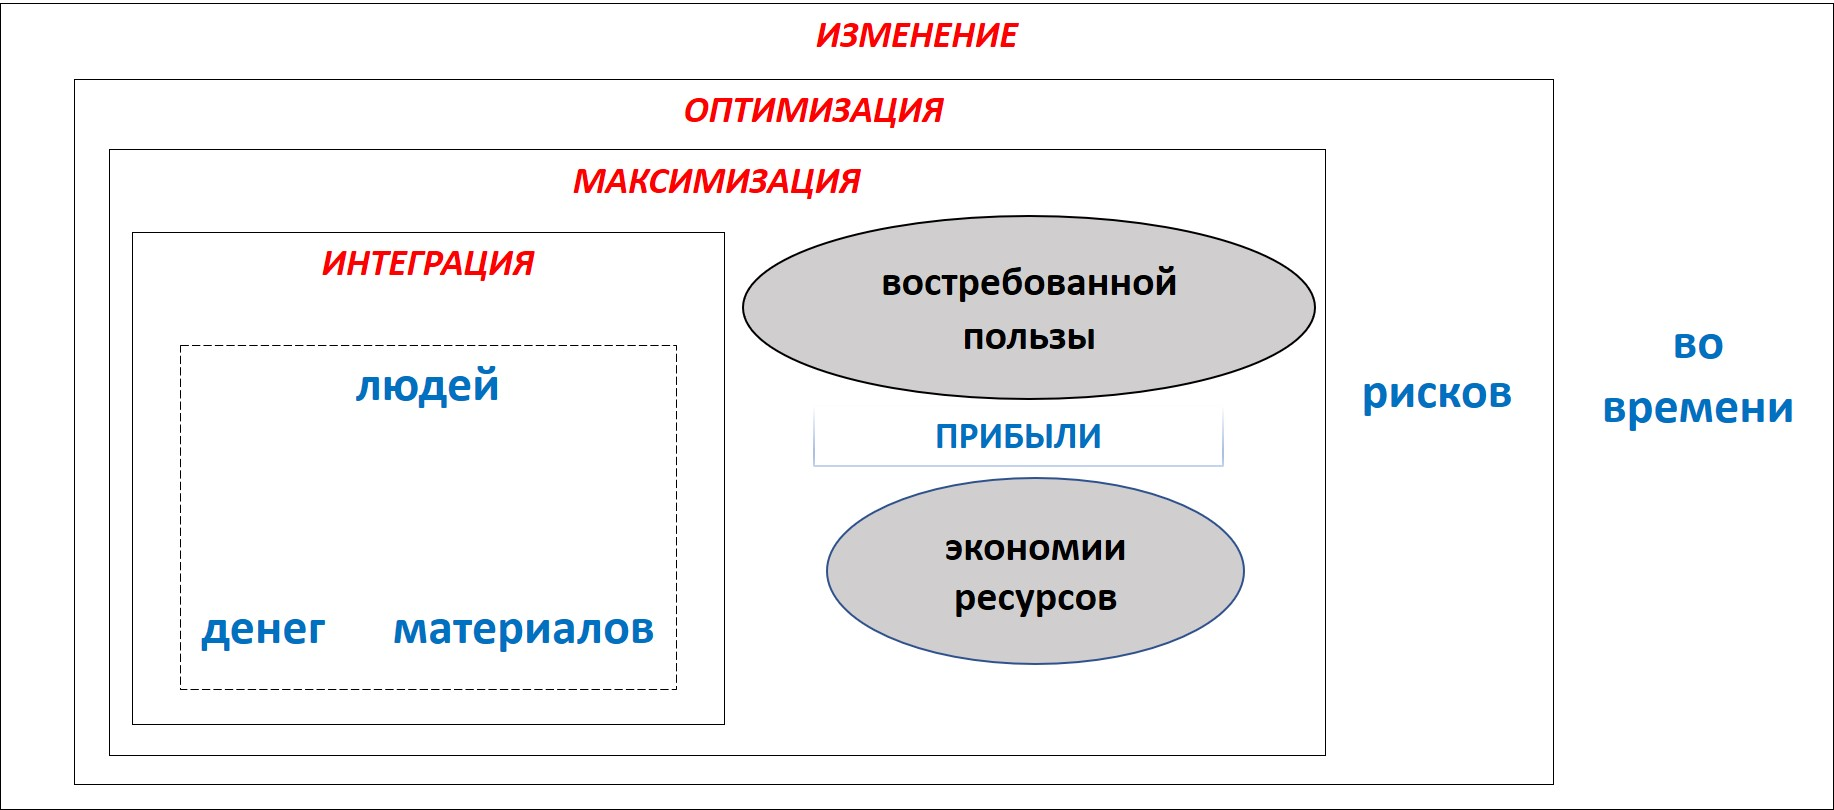 ИЗМЕНЕНИЕ
ОПТИМИЗАЦИЯ
МАКСИМИЗАЦИЯ
ИНТЕГРАЦИЯ
людей
денег материалов
востребованной
пользы
ПРИБЫЛИ
экономии
ресурсов
рисков
во
времени